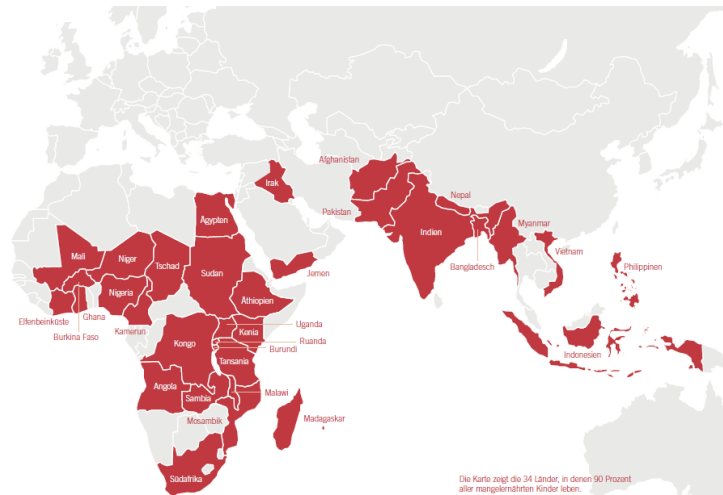 Afghanistan
Irak
Nepal
Pakistan
Ägypten
Indien
Myanmar
Mali
Niger
Tschad
Vietnam
Bangladesch
Philippinen
Sudan
Jemen
Nigeria
Äthiopien
Elfenbeinküste
Ghana
Burkina Faso
Kamerun
Uganda
Kenia
Kongo
Ruanda
Burundi
Indonesien
Tansania
Angola
Sambia
Malawi
Mosambik
Madagaskar
Südafrika
Die Karte zeigt die 34 Länder, in denen 90 Prozent
aller mangelernährten Kinder leben.